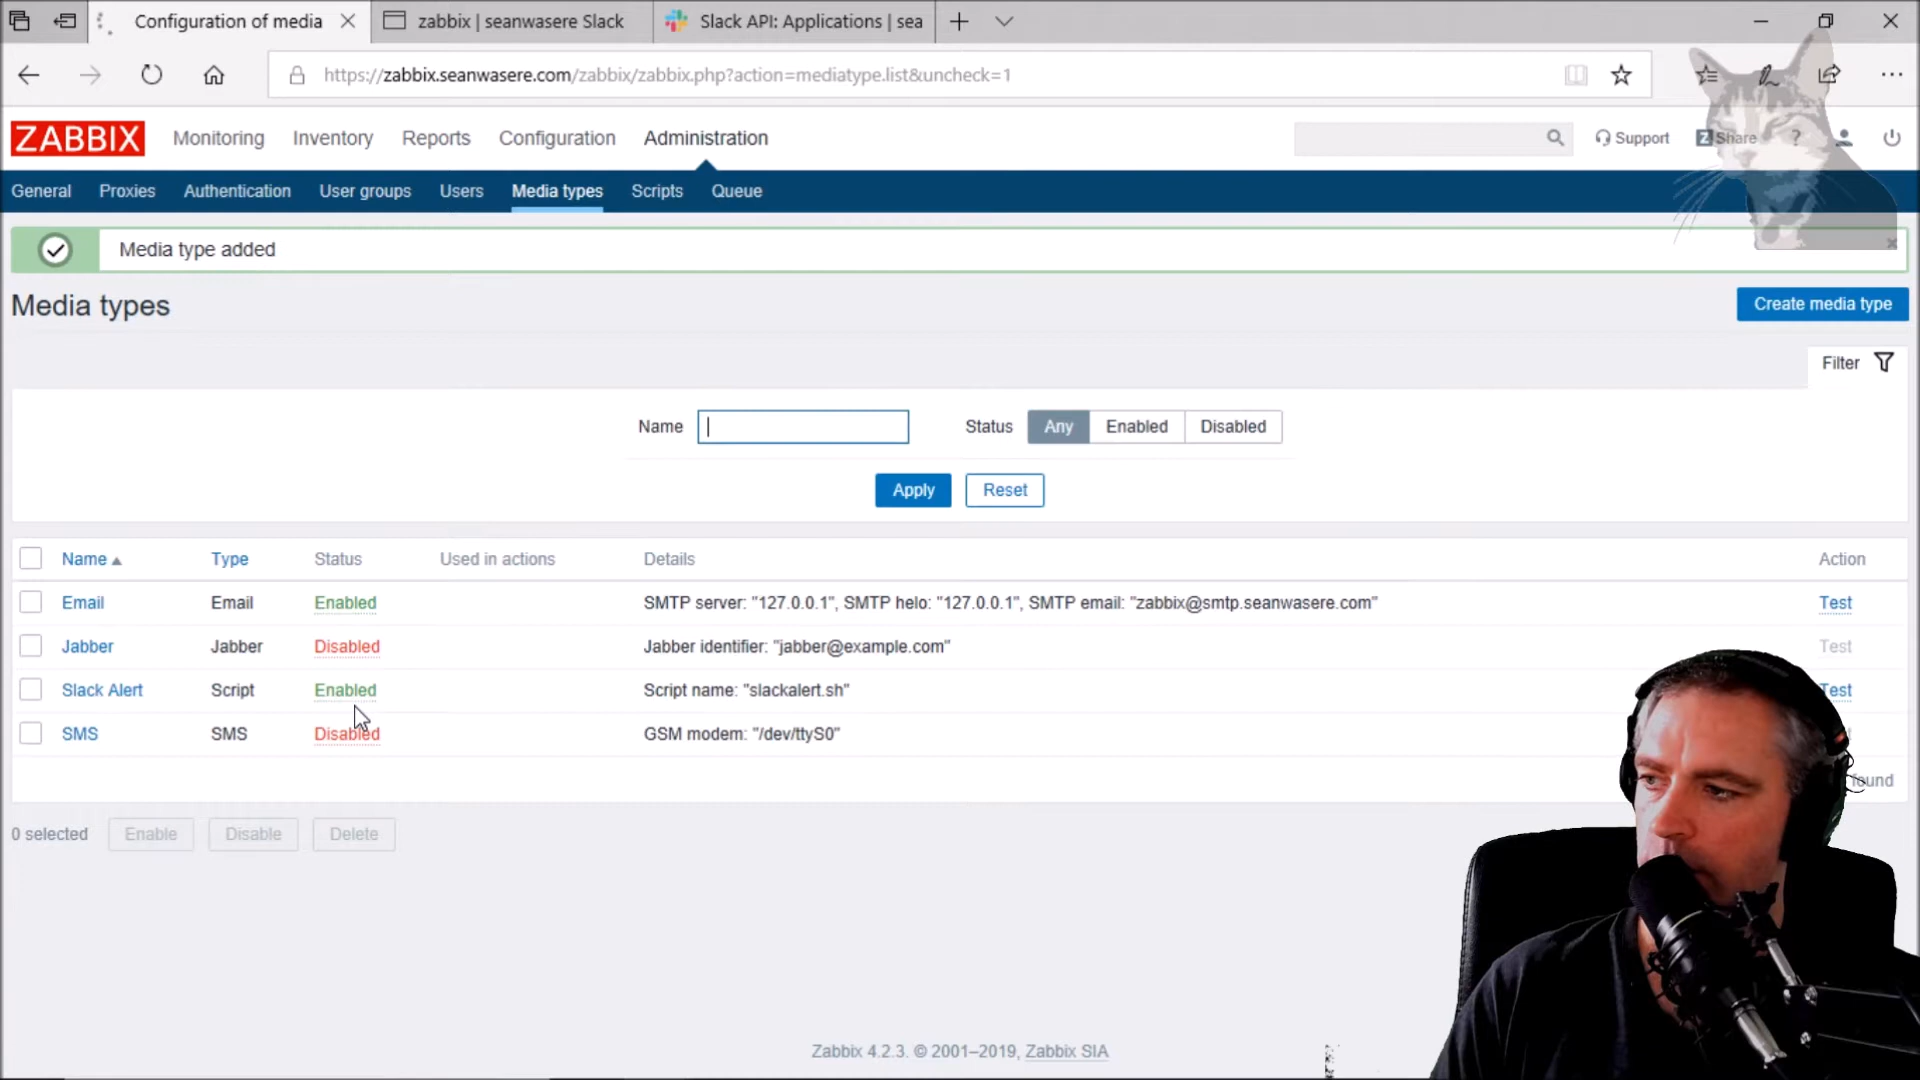 Configuration of media
zabbix | seanwasere Slack
Slack API: Applications | sea
https://zabbix.seanwasere.com/zabbix/zabbix.php?action=mediatype.list&uncheck=1
ZABBIX Monitoring Inventory Reports Configuration Administration Support Z Share ?
General Proxies Authentication User groups Users Media types Scripts Queue
Media type added
Media types
Create media type
Filter
Name Status Any Enabled Disabled
Apply Reset
Name Type Status Used in actions Details Action
Email Email Enabled SMTP server: "127.0.0.1", SMTP helo: "127.0.0.1", SMTP email: "zabbix@smtp.seanwasere.com" Test
Jabber Jabber Disabled Jabber identifier: "jabber@example.com" Test
Slack Alert Script Enabled Script name: "slackalert.sh" Test
SMS SMS Disabled GSM modem: "/dev/ttyS0"
found
0 selected Enable Disable Delete
Zabbix 4.2.3. © 2001–2019, Zabbix SIA